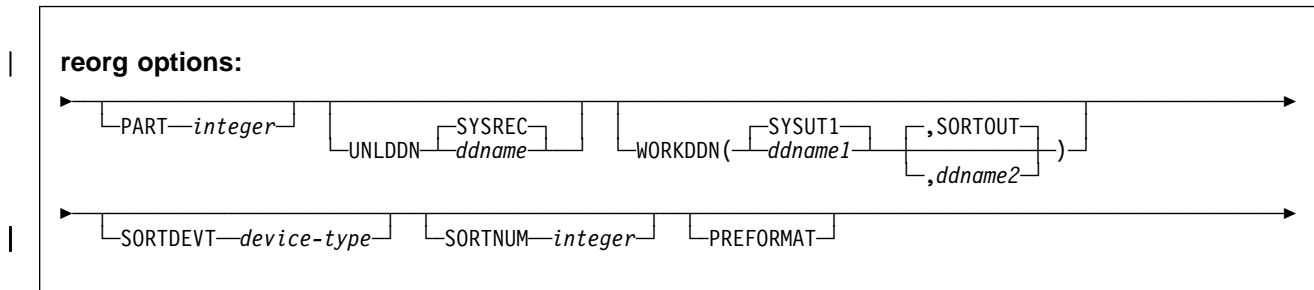 reorg options:
SYSREC SYSUT1 ,SORTOUT
PART integer UNLDDN ddname WORKDDN( ddname1 )
,ddname2
SORTDEVT device-type SORTNUM integer PREFORMAT